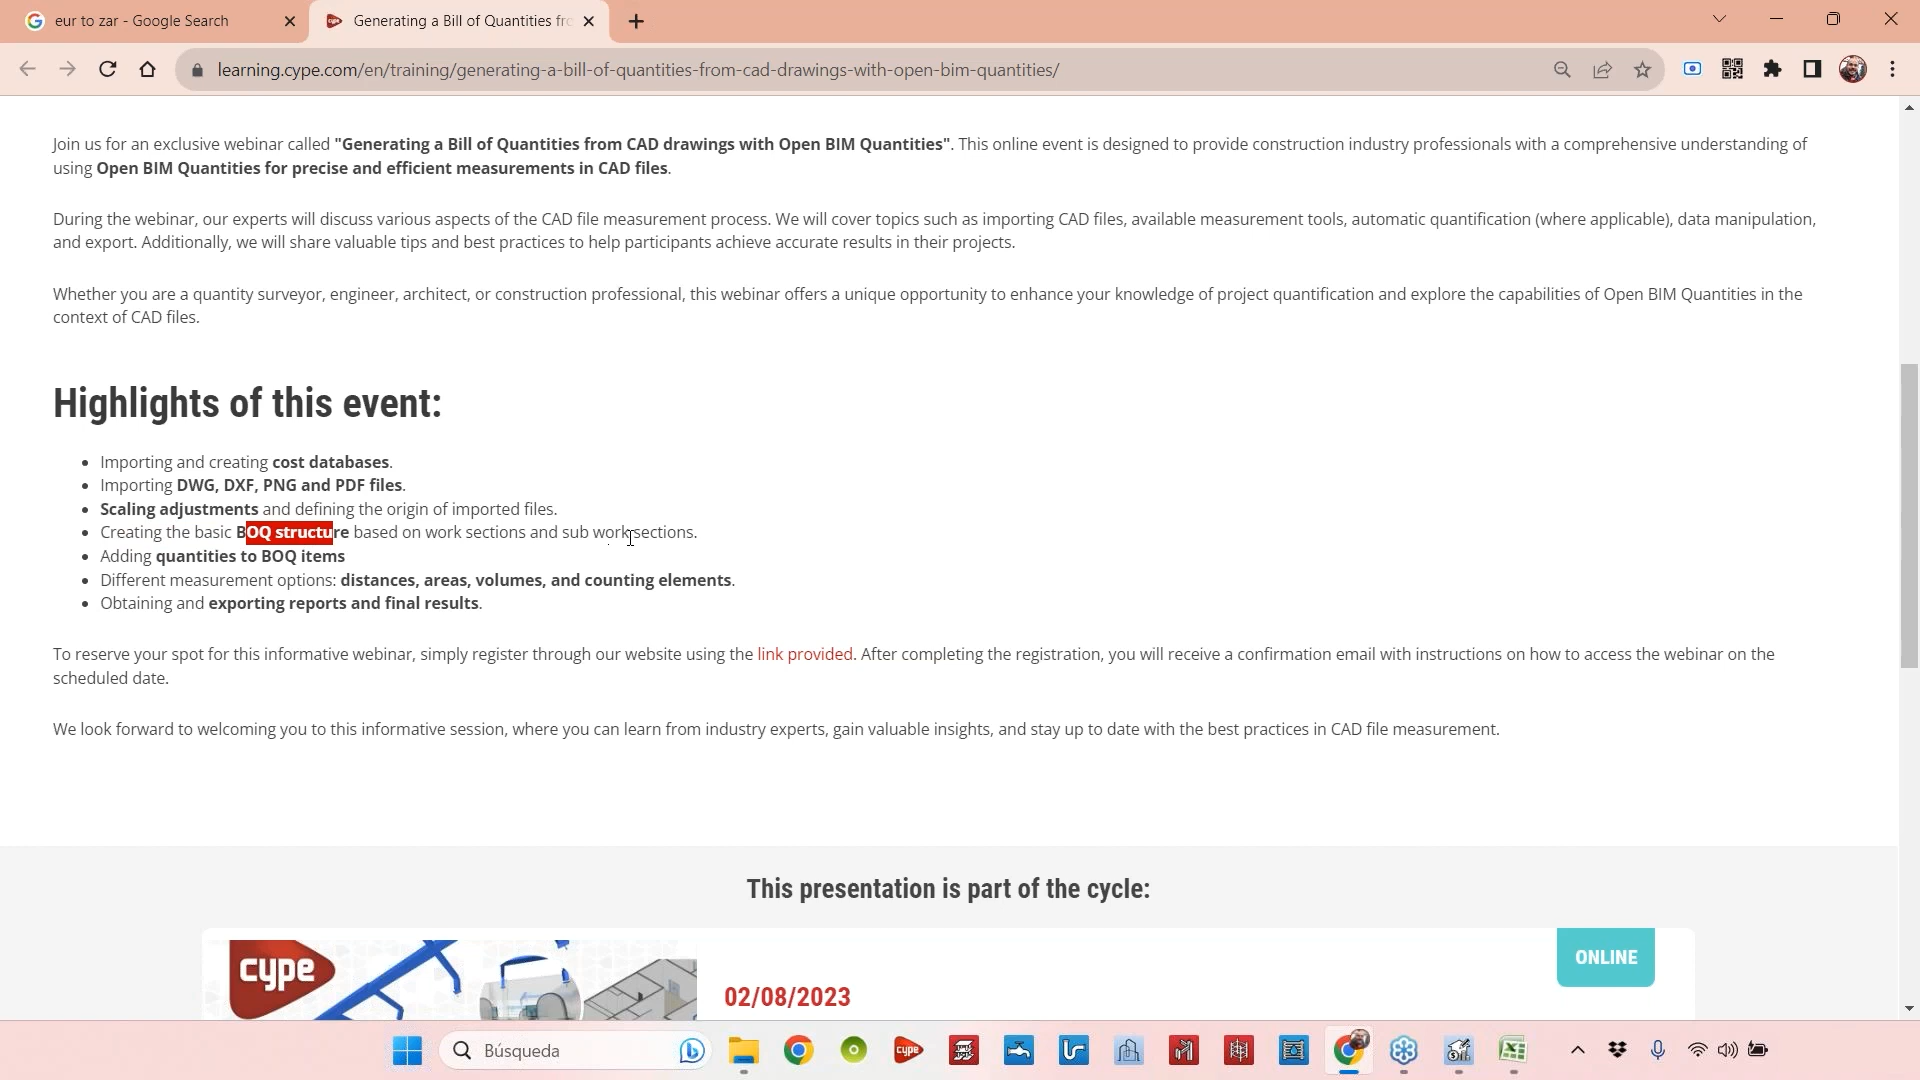 eur to zar - Google Search
Generating a Bill of Quantities fro
learning.cype.com/en/training/generating-a-bill-of-quantities-from-cad-drawings-with-open-bim-quantities/
Join us for an exclusive webinar called "Generating a Bill of Quantities from CAD drawings with Open BIM Quantities". This online event is designed to provide construction industry professionals with a comprehensive understanding of
using Open BIM Quantities for precise and efficient measurements in CAD files.
During the webinar, our experts will discuss various aspects of the CAD file measurement process. We will cover topics such as importing CAD files, available measurement tools, automatic quantification (where applicable), data manipulation,
and export. Additionally, we will share valuable tips and best practices to help participants achieve accurate results in their projects.
Whether you are a quantity surveyor, engineer, architect, or construction professional, this webinar offers a unique opportunity to enhance your knowledge of project quantification and explore the capabilities of Open BIM Quantities in the
context of CAD files.
Highlights of this event:
Importing and creating cost databases.
Importing DWG, DXF, PNG and PDF files.
Scaling adjustments and defining the origin of imported files.
Creating the basic BOQ structure based on work sections and sub work sections.
Adding quantities to BOQ items
Different measurement options: distances, areas, volumes, and counting elements.
Obtaining and exporting reports and final results.
To reserve your spot for this informative webinar, simply register through our website using the link provided. After completing the registration, you will receive a confirmation email with instructions on how to access the webinar on the
scheduled date.
We look forward to welcoming you to this informative session, where you can learn from industry experts, gain valuable insights, and stay up to date with the best practices in CAD file measurement.
This presentation is part of the cycle:
cype
ONLINE
02/08/2023
Búsqueda
cype